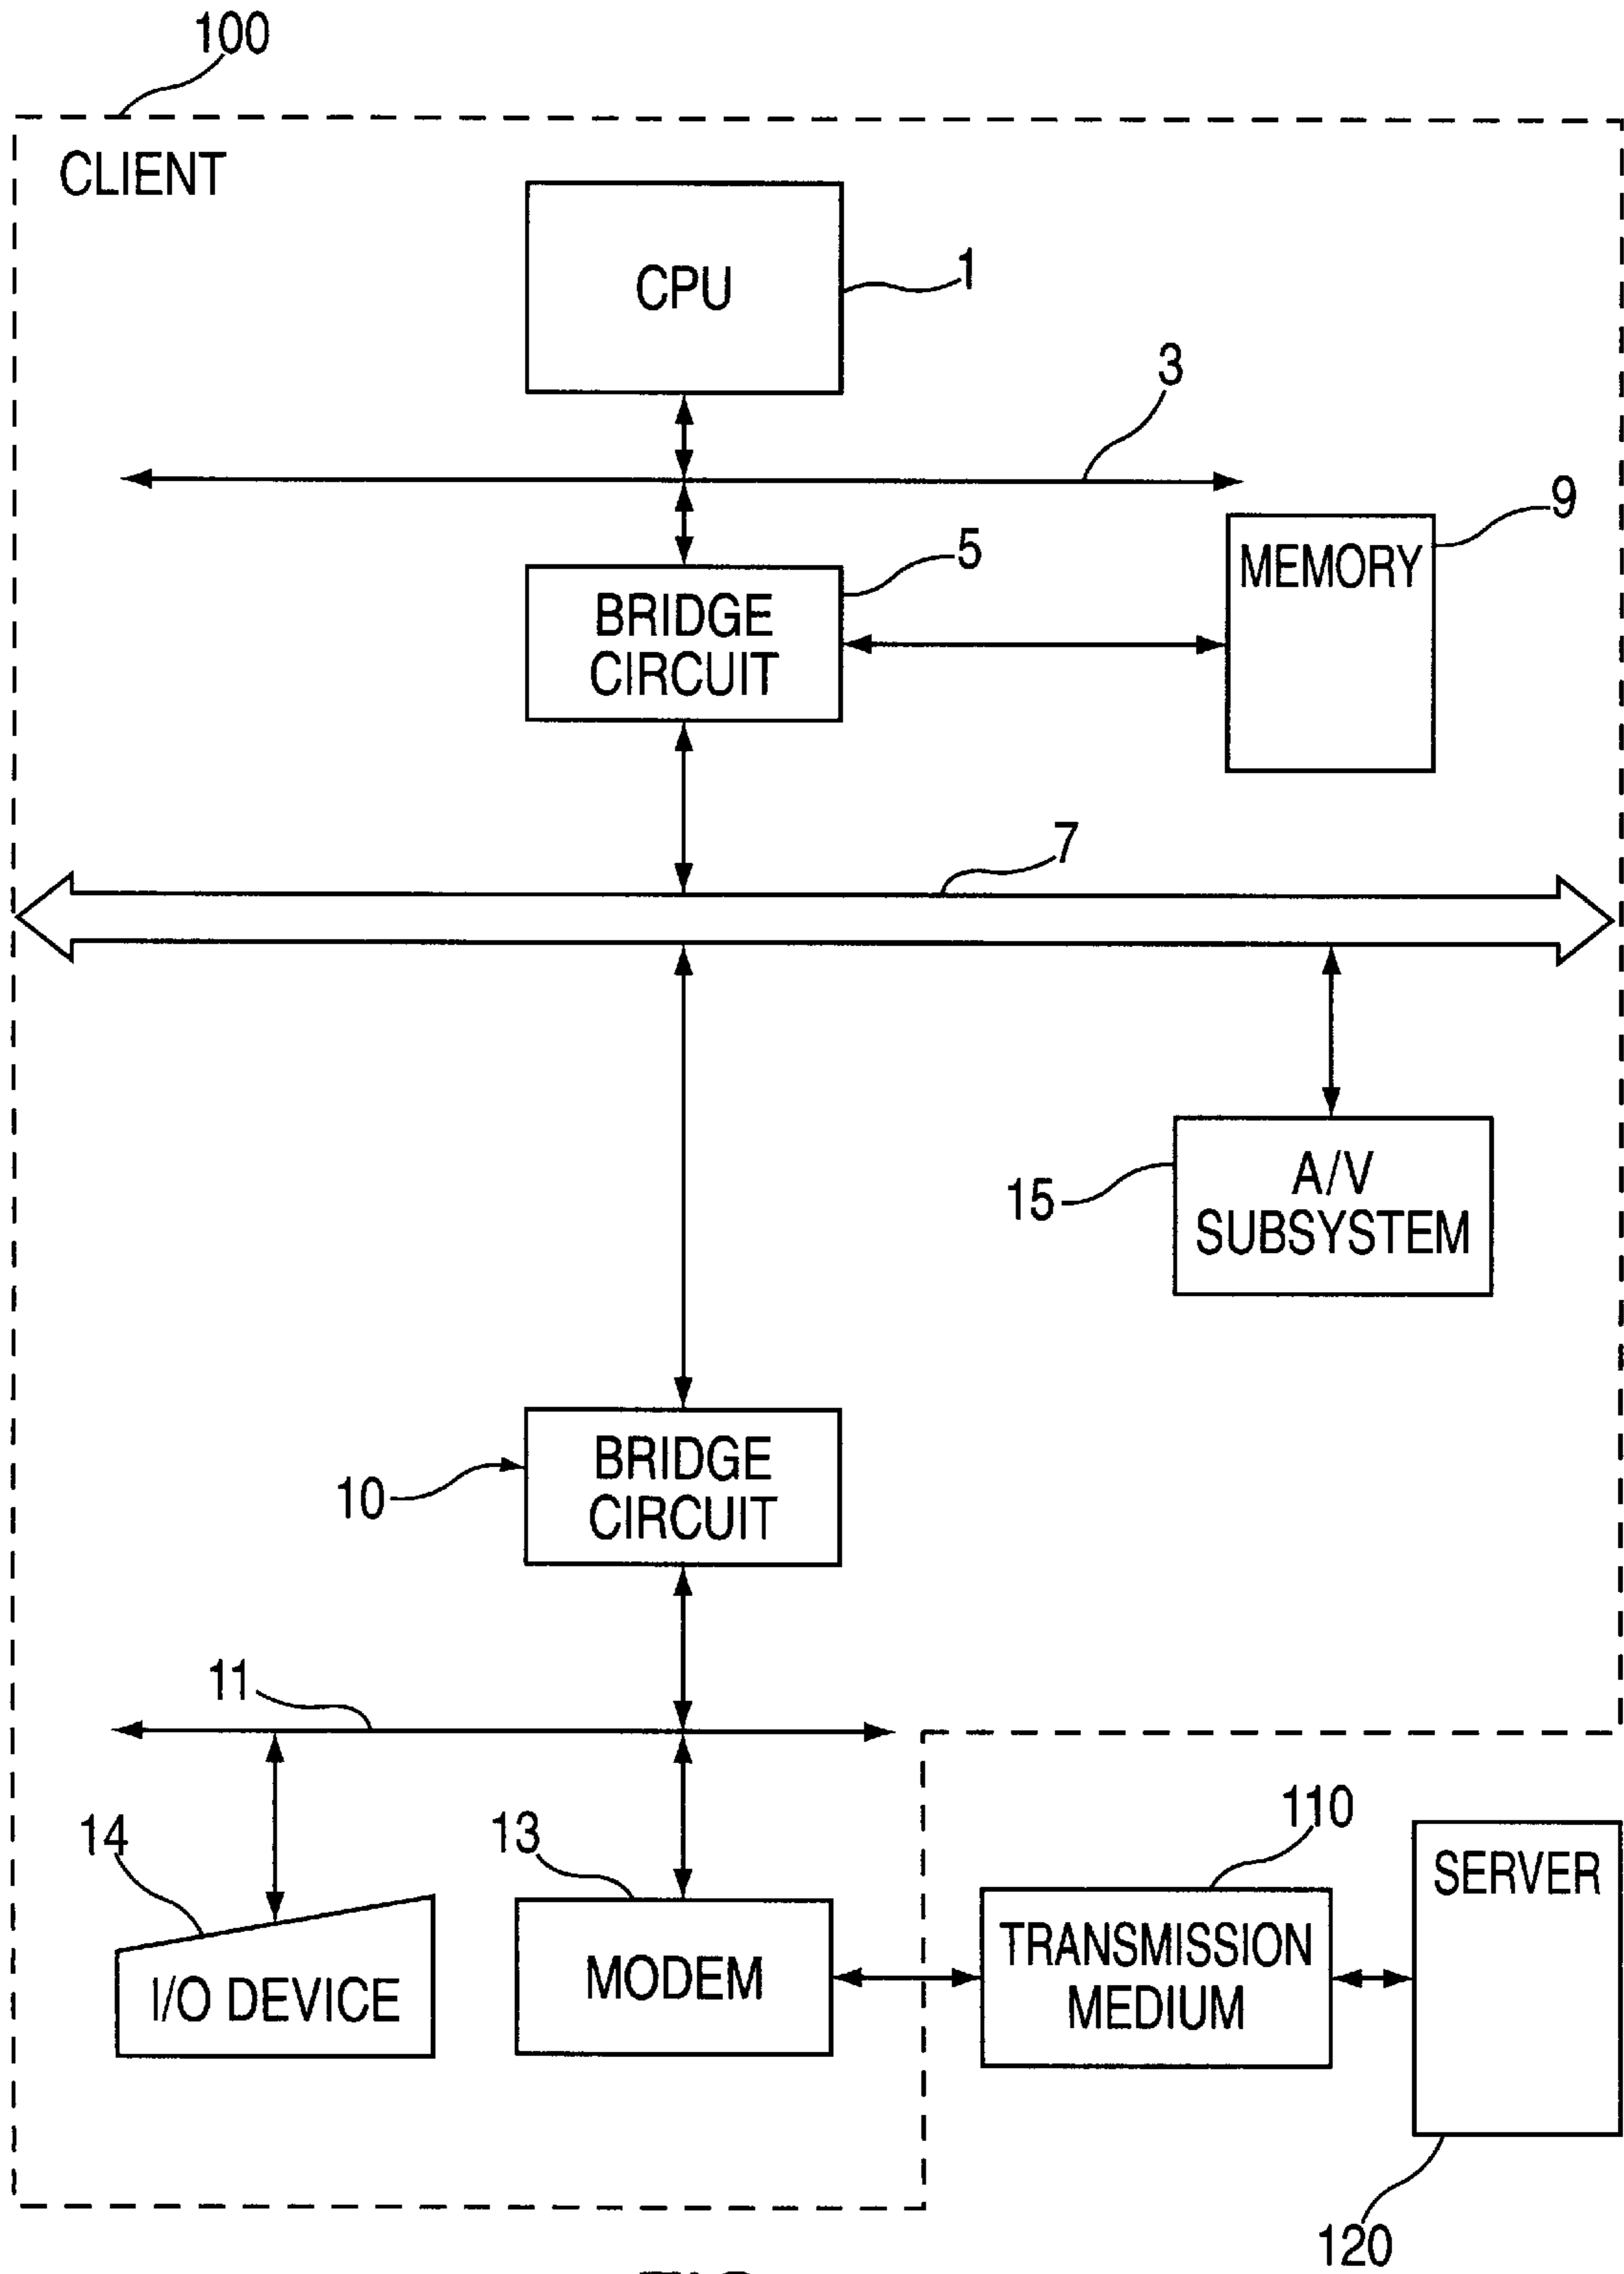 100
CLIENT
CPU
1
3
9
5
MEMORY
BRIDGE
CIRCUIT
7
A/V
SUBSYSTEM
15
BRIDGE
CIRCUIT
10
11
14
13
110
SERVER
I/O DEVICE
MODEM
TRANSMISSION
MEDIUM
120